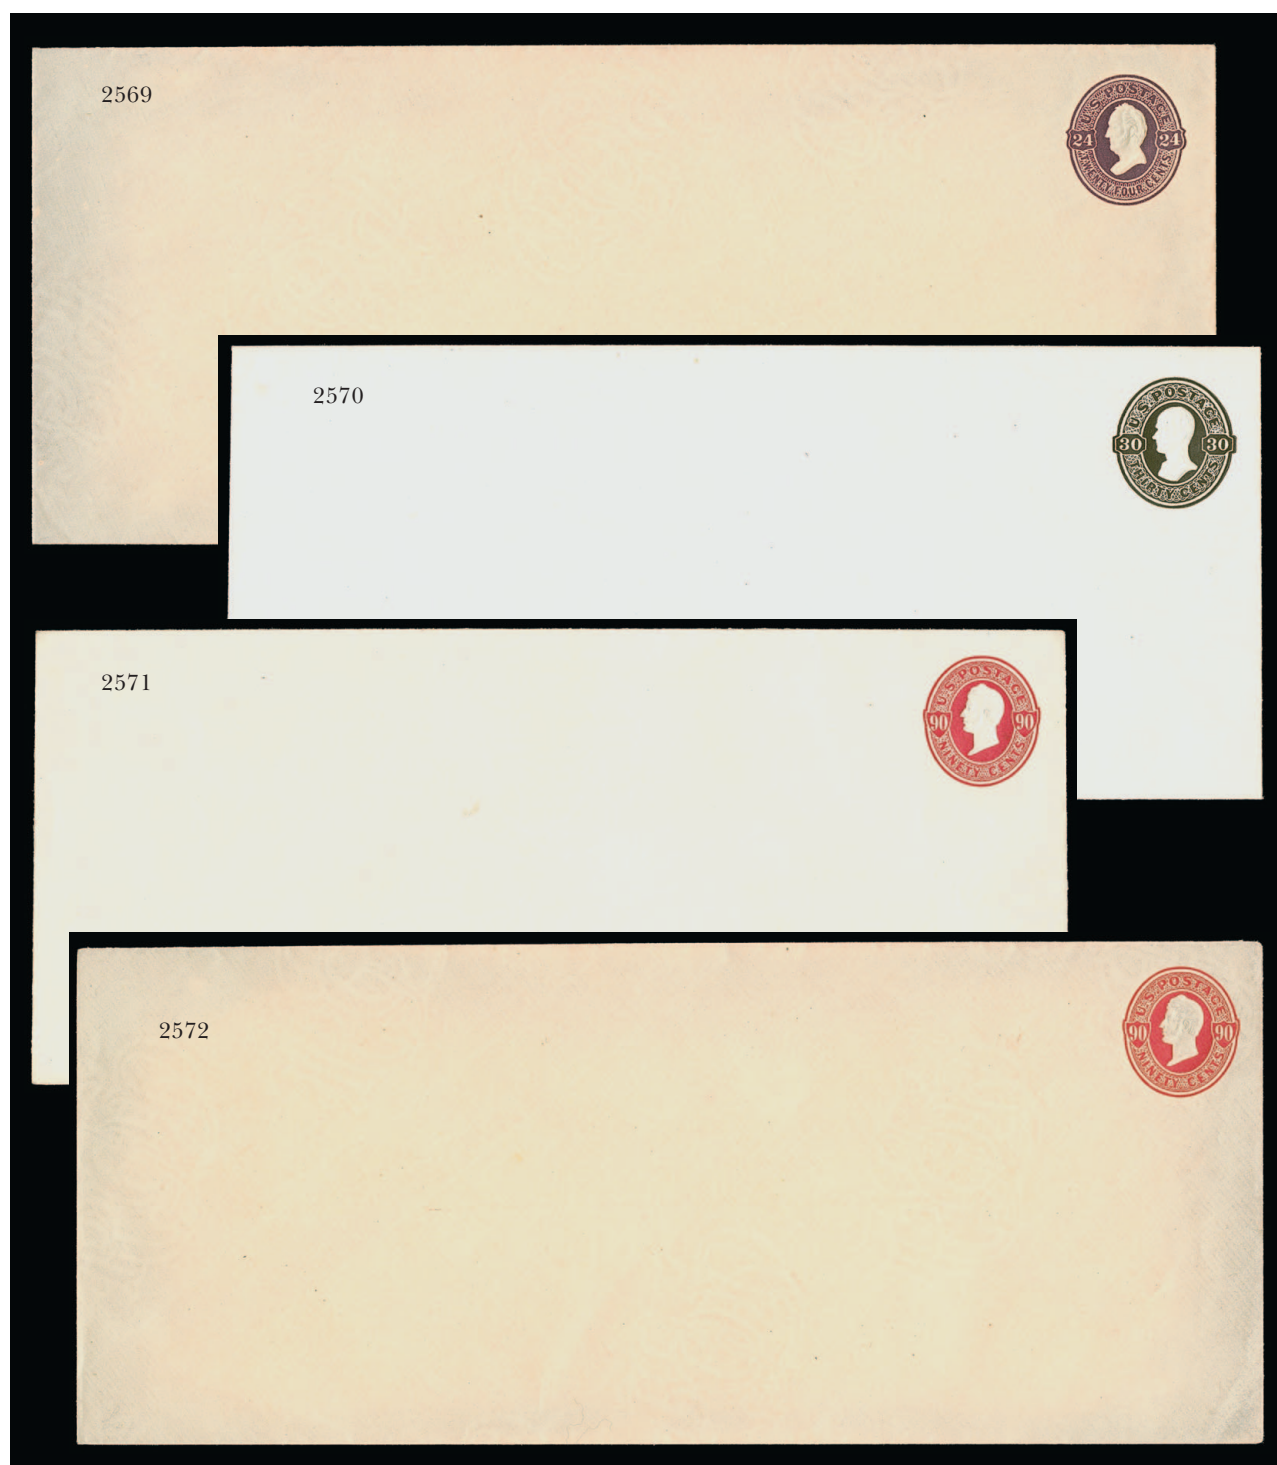 2569
U.S. POSTAGE
24 24
TWENTY FOUR CENTS.
2570
U.S. POSTAGE
30 30
THIRTY CENTS
2571
U.S. POSTAGE
90 90
NINETY CENTS
2572
U.S. POSTAGE
90 90
NINETY CENTS